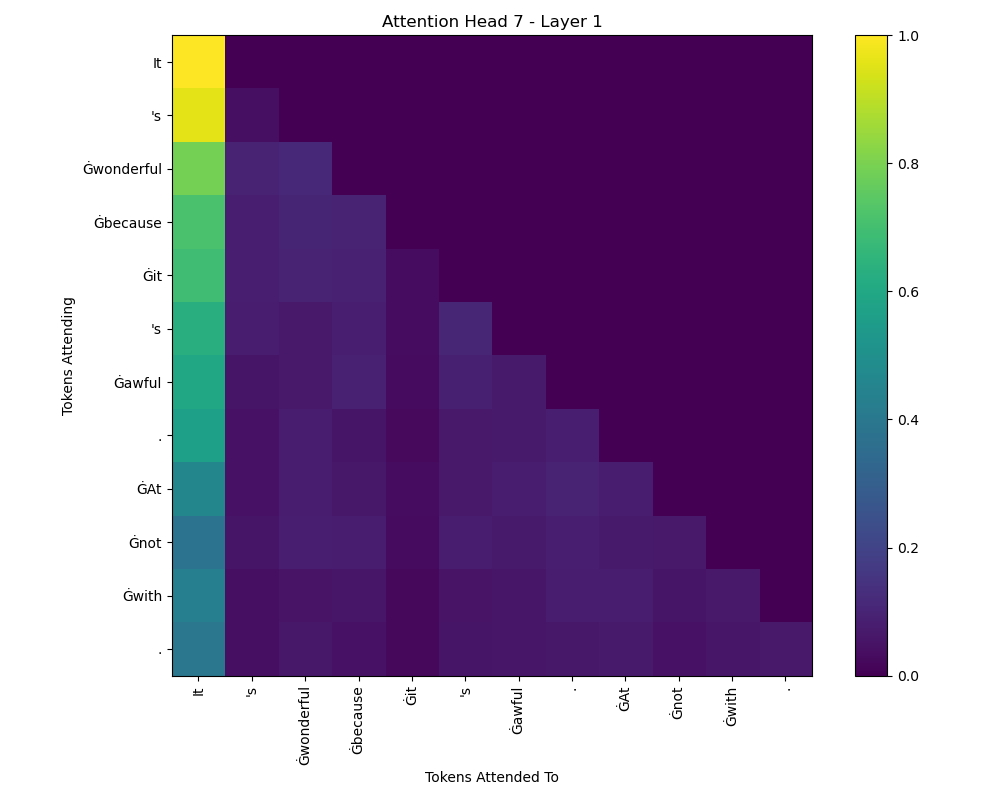 Attention Head 7 - Layer 1
It
's
Ġwonderful
Ġbecause
Ġit
's
Ġawful
.
ĠAt
Ġnot
Ġwith
.
Tokens Attending
It
's
Ġwonderful
Ġbecause
Ġit
's
Ġawful
.
ĠAt
Ġnot
Ġwith
.
Tokens Attended To
1.0
0.8
0.6
0.4
0.2
0.0